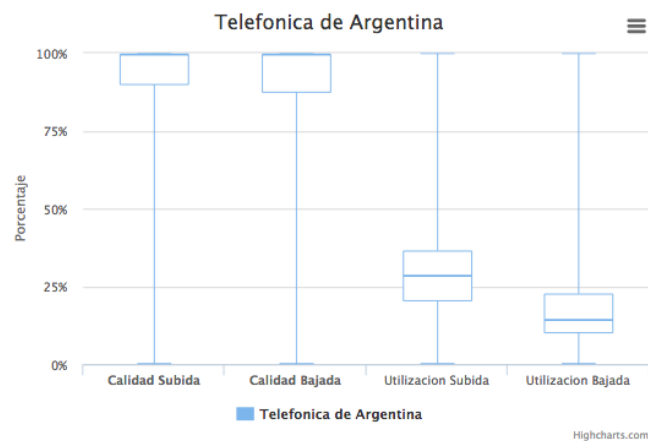 Telefonica de Argentina
100%
75%
50%
25%
0%
Porcentaje
Calidad Subida
Calidad Bajada
Utilizacion Subida
Utilizacion Bajada
Telefonica de Argentina
Highcharts.com